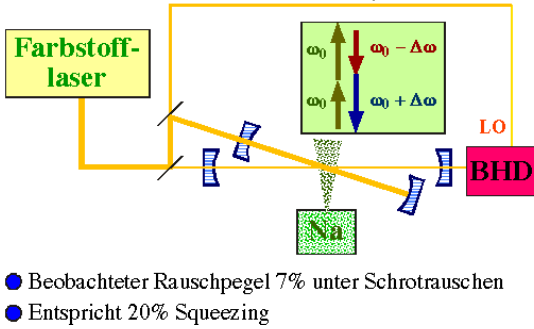 Farbstoff-
laser
ω₀ ω₀ – Δω
ω₀ ω₀ + Δω
LO
BHD
Na
Beobachteter Rauschpegel 7% unter Schrotrauschen
Entspricht 20% Squeezing